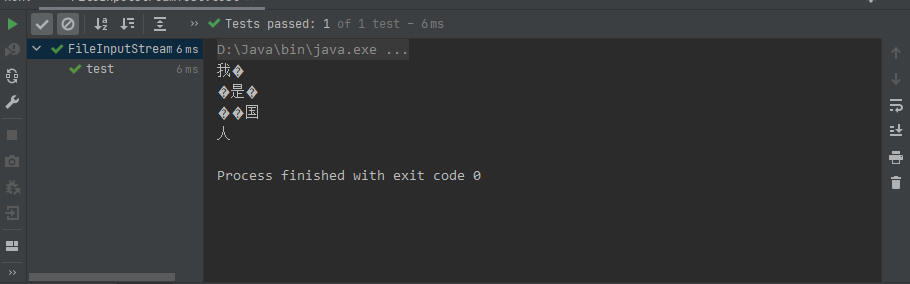 Tests passed: 1 of 1 test – 6 ms
FileInputStream 6 ms
test 6 ms
D:\Java\bin\java.exe ...
我�
�是�
��国
人
Process finished with exit code 0